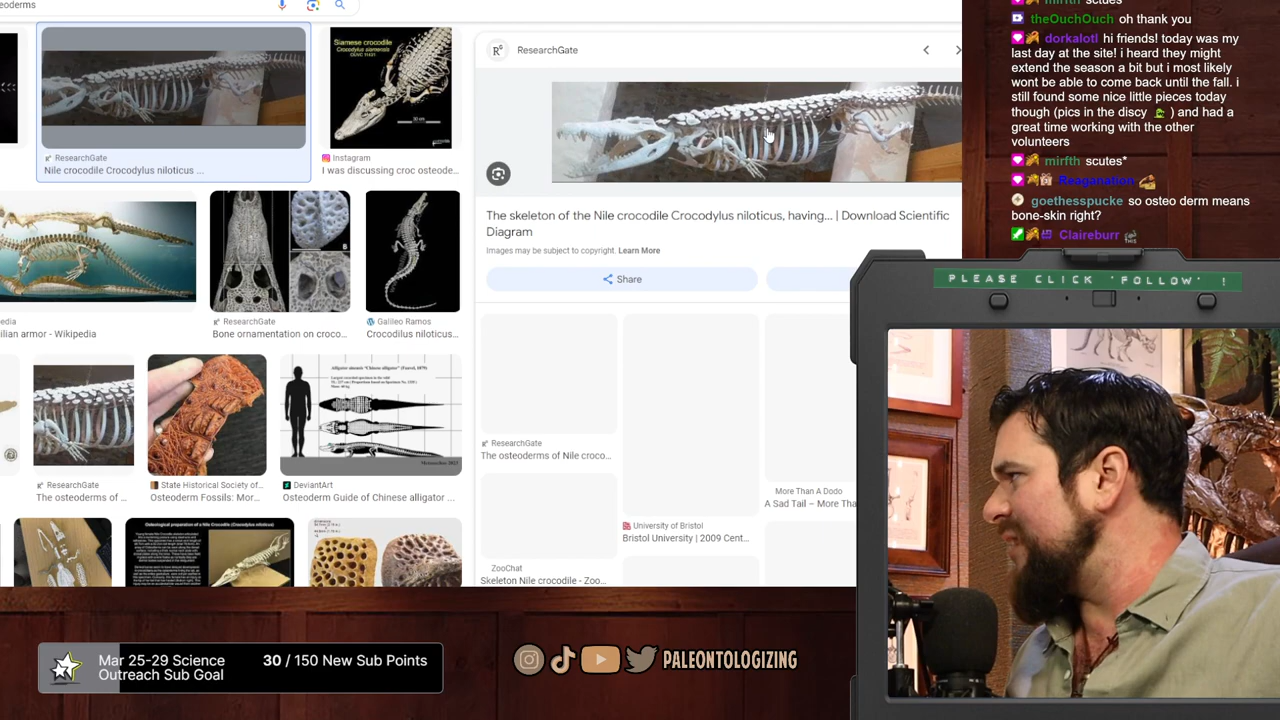 eoderms
ResearchGate
Nile crocodile Crocodylus niloticus ...
Siamese crocodile
Crocodylus siamensis
Instagram
I was discussing croc osteode...
ResearchGate
The skeleton of the Nile crocodile Crocodylus niloticus, having... | Download Scientific
Diagram
Images may be subject to copyright. Learn More
Share
edia
ilian armor - Wikipedia
ResearchGate
Bone ornamentation on croco...
Galileo Ramos
Crocodilus niloticus...
B
ResearchGate
The osteoderms of ...
State Historical Society of...
Osteoderm Fossils: Mor...
DeviantArt
Osteoderm Guide of Chinese alligator ...
ResearchGate
The osteoderms of Nile croco...
University of Bristol
Bristol University | 2009 Cent...
More Than A Dodo
A Sad Tail – More Tha
ZooChat
Skeleton Nile crocodile - Zoo...
mirfth sctues
theOuchOuch oh thank you
dorkalotl hi friends! today was my
last day at the site! i heard they might
extend the season a bit but i most likely
wont be able to come back until the fall. i
still found some nice little pieces today
though (pics in the discy ) and had a
great time working with the other
volunteers
mirfth scutes*
Reaganation
goethesspucke so osteo derm means
bone-skin right?
Claireburr
PLEASE CLICK 'FOLLOW' !
Mar 25-29 Science
Outreach Sub Goal
30 / 150 New Sub Points
PALEONTOLOGIZING